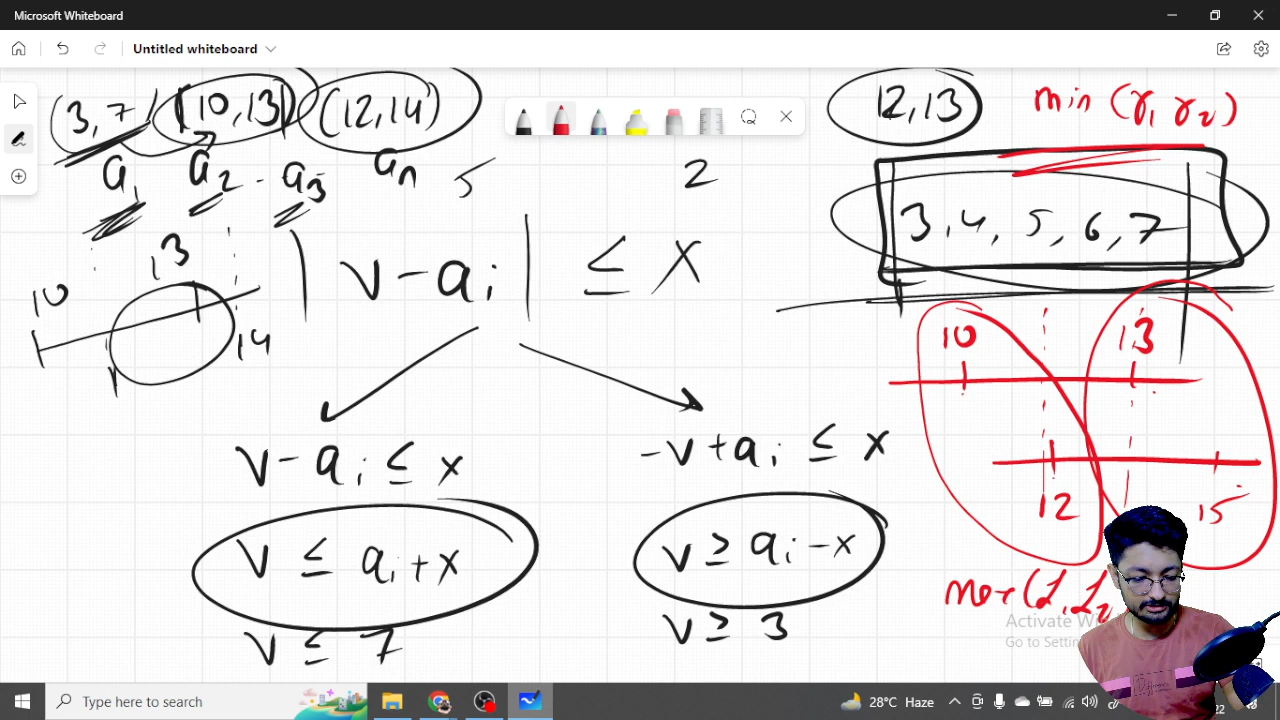 Microsoft Whiteboard
Untitled whiteboard
(3, 7) (10, 13) (12, 14)
12, 13
min (r1, r2)
a1 a2 - a3 an 5
2
3, 4, 5, 6, 7
13
10
14
| v - ai | ≤ x
10 13
12 15
v - ai ≤ x
-v + ai ≤ x
v ≤ ai + x
v ≥ ai - x
v ≤ 7
v ≥ 3
Activate W
Go to Settin
Type here to search
28°C Haze
22